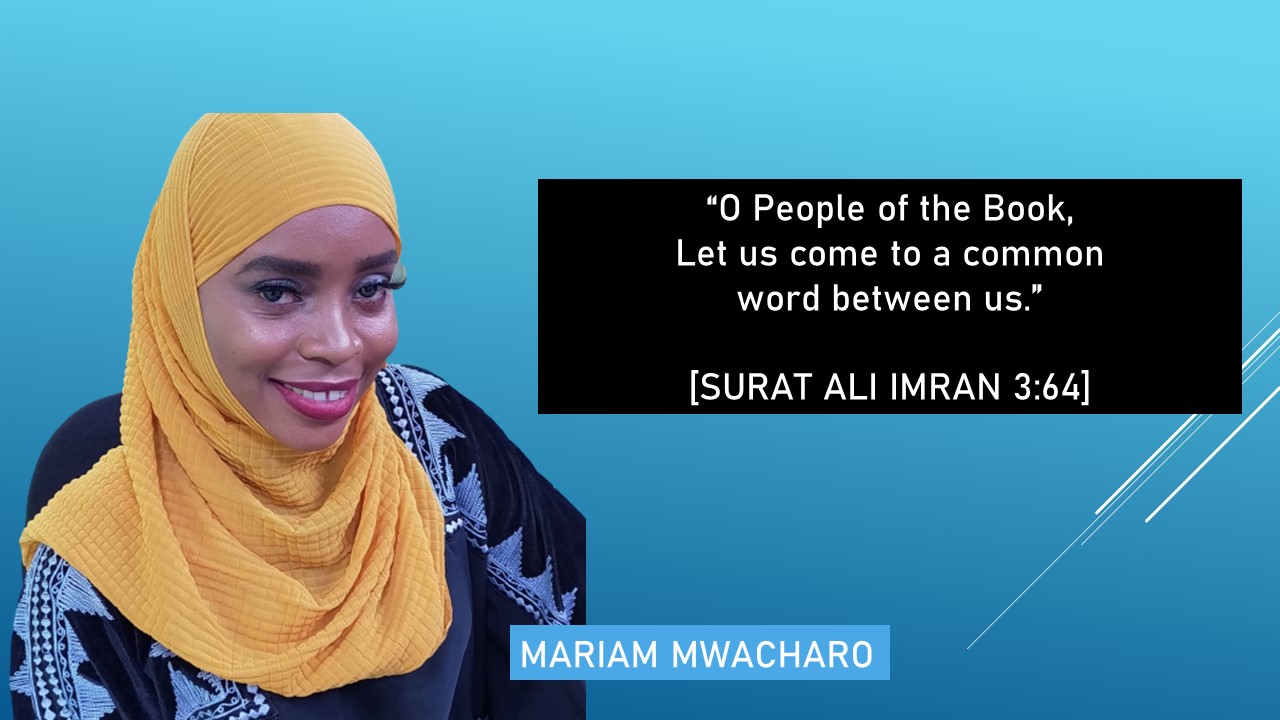 “O People of the Book,
Let us come to a common
word between us.”
[SURAT ALI IMRAN 3:64]
MARIAM MWACHARO